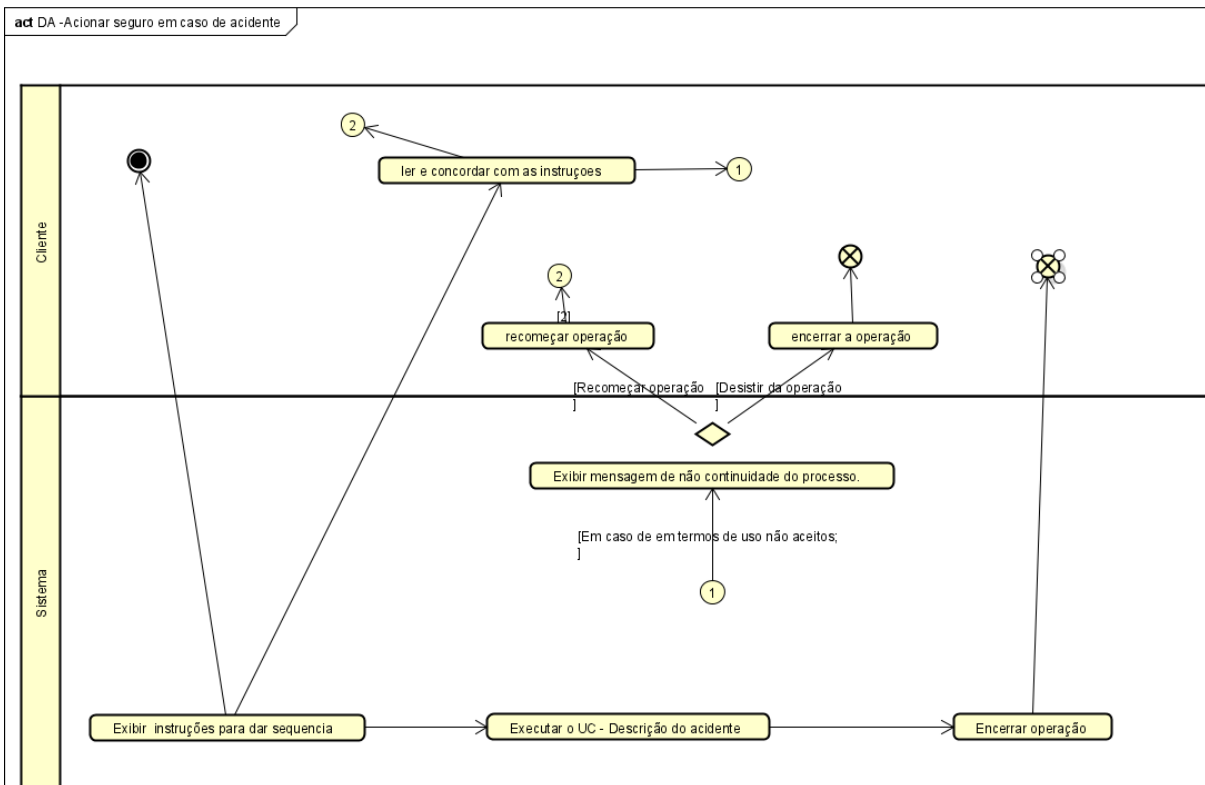 act DA -Acionar seguro em caso de acidente
Cliente
2
ler e concordar com as instruçoes
1
2
[2]
recomeçar operação
encerrar a operação
[Recomeçar operação
]
[Desistir da operação
]
Sistema
Exibir mensagem de não continuidade do processo.
[Em caso de em termos de uso não aceitos;
]
1
Exibir instruções para dar sequencia
Executar o UC - Descrição do acidente
Encerrar operação